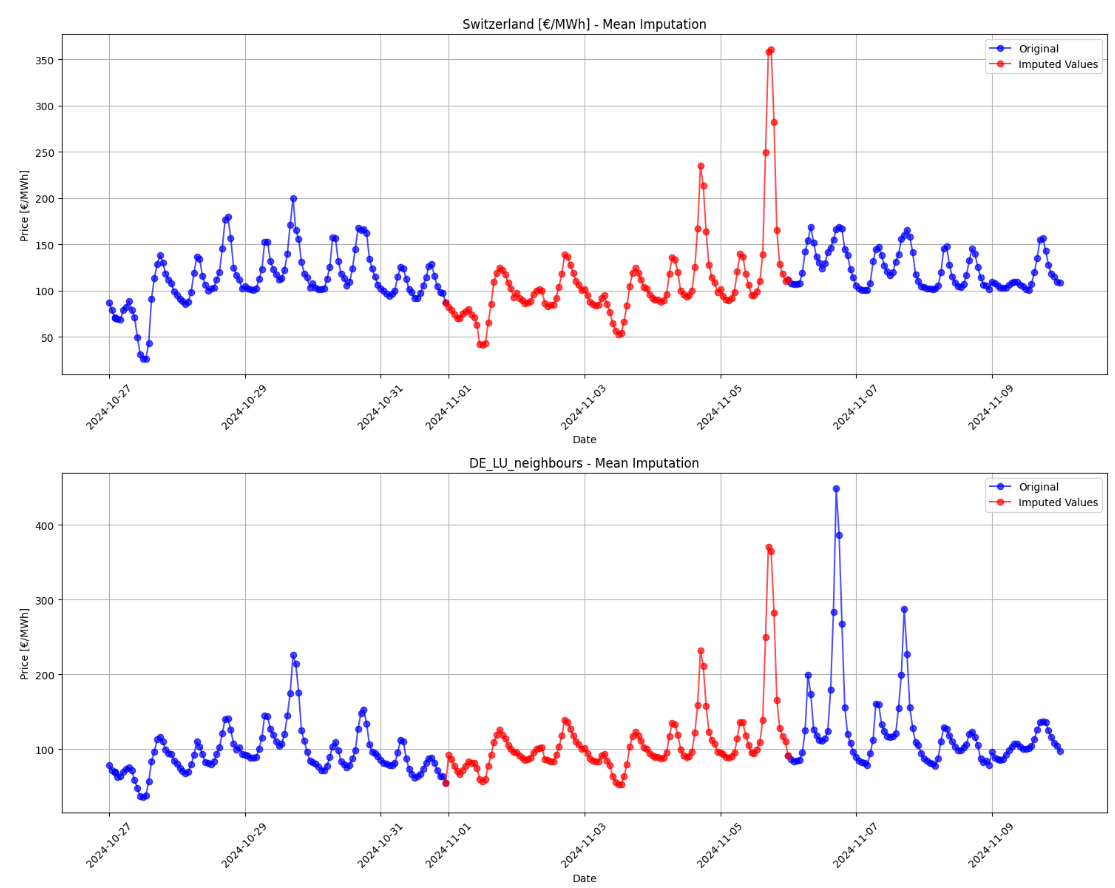 Switzerland [€/MWh] - Mean Imputation
Original
Imputed Values
Price [€/MWh]
350
300
250
200
150
100
50
2024-10-27
2024-10-29
2024-10-31
2024-11-01
2024-11-03
2024-11-05
2024-11-07
2024-11-09
Date
DE_LU_neighbours - Mean Imputation
Original
Imputed Values
Price [€/MWh]
400
300
200
100
2024-10-27
2024-10-29
2024-10-31
2024-11-01
2024-11-03
2024-11-05
2024-11-07
2024-11-09
Date